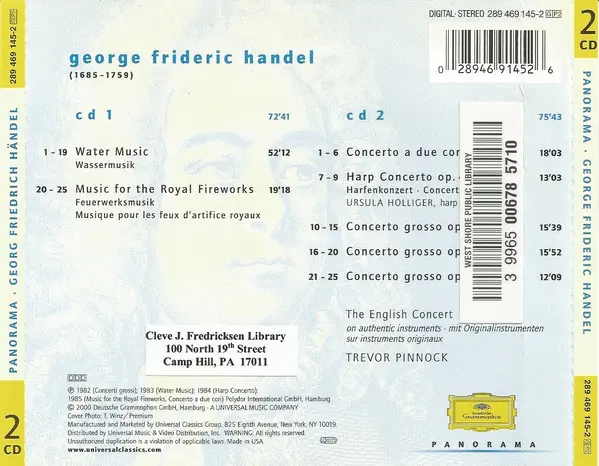 DIGITAL·STEREO 289 469 145-2 GP2
2
CD
289 469 145-2 GP2
george frideric handel
(1685-1759)
0 28946 91452 6
cd 1 72'41
1 – 19 Water Music 52'12
Wassermusik
20 – 25 Music for the Royal Fireworks 19'18
Feuerwerksmusik
Musique pour les feux d'artifice royaux
cd 2 75'43
1 – 6 Concerto a due cori 18'03
7 – 9 Harp Concerto op. 13'03
Harfenkonzert · Concerto
URSULA HOLLIGER, harp
10 – 15 Concerto grosso op 15'39
16 – 20 Concerto grosso op 15'52
21 – 25 Concerto grosso op 12'09
WEST SHORE PUBLIC LIBRARY
3 9965 00678 5710
The English Concert
on authentic instruments · mit Originalinstrumenten
sur instruments originaux
TREVOR PINNOCK
Cleve J. Fredricksen Library
100 North 19th Street
Camp Hill, PA 17011
DDD
℗ 1982 (Concerti grossi); 1983 (Water Music); 1984 (Harp Concerto);
1985 (Music for the Royal Fireworks, Concerto a due cori) Polydor International GmbH, Hamburg
© 2000 Deutsche Grammophon GmbH, Hamburg · A UNIVERSAL MUSIC COMPANY
Cover Photo: T. Winz / Premium
Manufactured and Marketed by Universal Classics Group, 825 Eighth Avenue, New York, NY 10019.
Distributed by Universal Music & Video Distribution, Inc. WARNING: All rights reserved.
Unauthorized duplication is a violation of applicable laws. Made in USA.
www.universalclassics.com
Deutsche
Grammophon
PANORAMA
PANORAMA · GEORG FRIEDRICH HÄNDEL
2
CD
PANORAMA · GEORGE FRIDERIC HANDEL
289 469 145-2 GP2